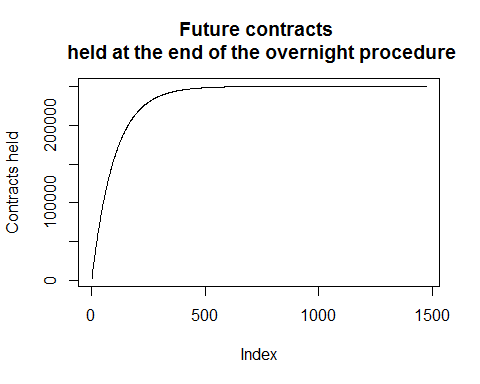 Future contracts
held at the end of the overnight procedure
Contracts held
200000
100000
0
0
500
1000
1500
Index